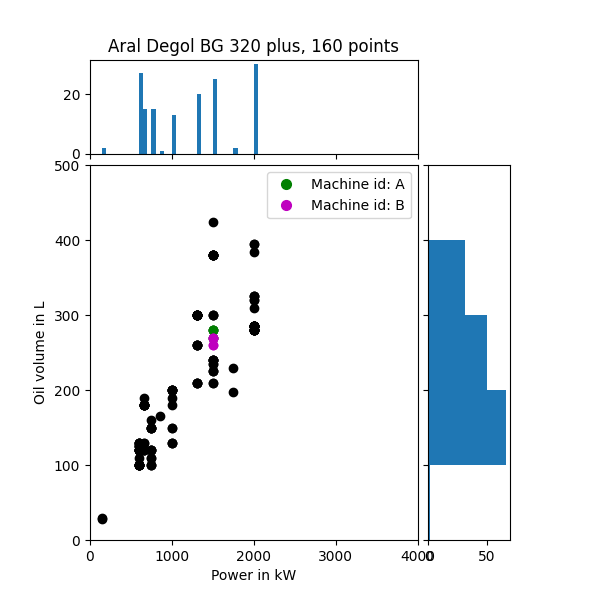 Aral Degol BG 320 plus, 160 points
20
0
500
400
300
200
100
0
Oil volume in L
Machine id: A
Machine id: B
0 1000 2000 3000 4000
Power in kW
0 50